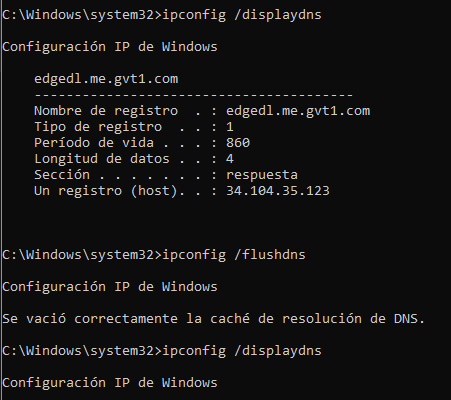 C:\Windows\system32>ipconfig /displaydns
Configuración IP de Windows
edgedl.me.gvt1.com
----------------------------------------
Nombre de registro  . : edgedl.me.gvt1.com
Tipo de registro  . . : 1
Período de vida . . . : 860
Longitud de datos . . : 4
Sección . . . . . . . : respuesta
Un registro (host). . : 34.104.35.123
C:\Windows\system32>ipconfig /flushdns
Configuración IP de Windows
Se vació correctamente la caché de resolución de DNS.
C:\Windows\system32>ipconfig /displaydns
Configuración IP de Windows